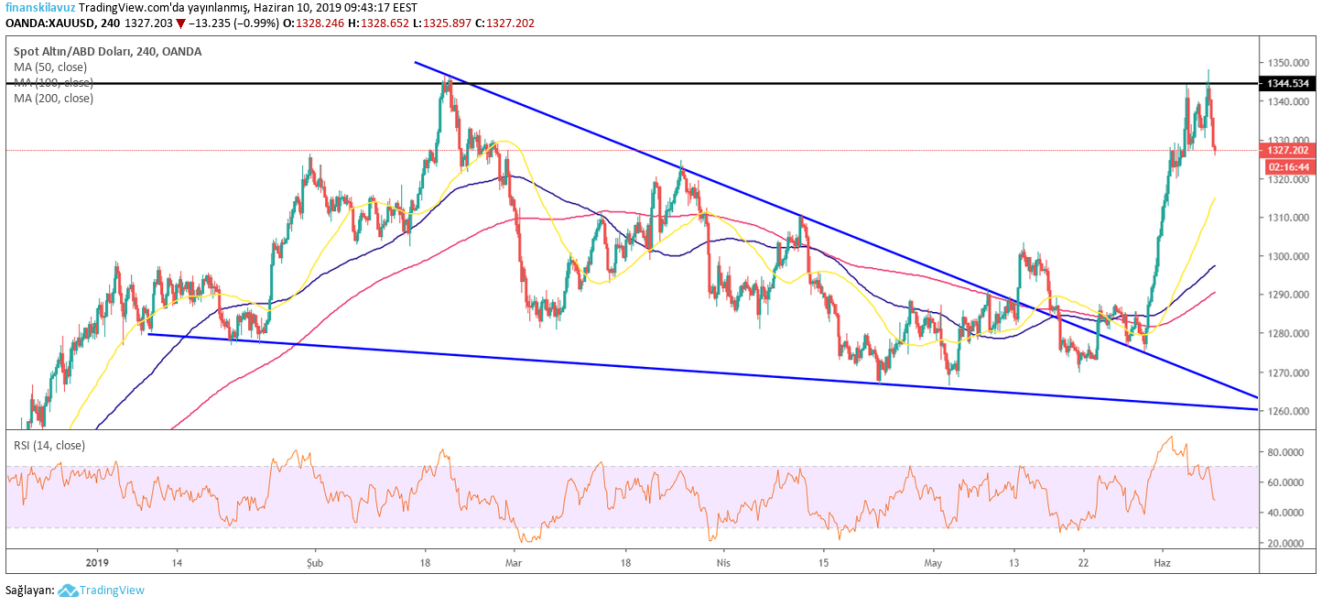 finanskilavuz TradingView.com'da yayınlanmış, Haziran 10, 2019 09:43:17 EEST
OANDA:XAUUSD, 240 1327.203 ▼ −13.235 (−0.99%) O:1328.246 H:1328.652 L:1325.897 C:1327.202
Spot Altın/ABD Doları, 240, OANDA
MA (50, close)
MA (100, close)
MA (200, close)
1350.000
1344.534
1340.000
1330.000
1327.202
02:16:44
1320.000
1310.000
1300.000
1290.000
1280.000
1270.000
1260.000
RSI (14, close)
80.0000
60.0000
40.0000
20.0000
2019 14 Şub 18 Mar 18 Nis 15 May 13 22 Haz
Sağlayan: TradingView